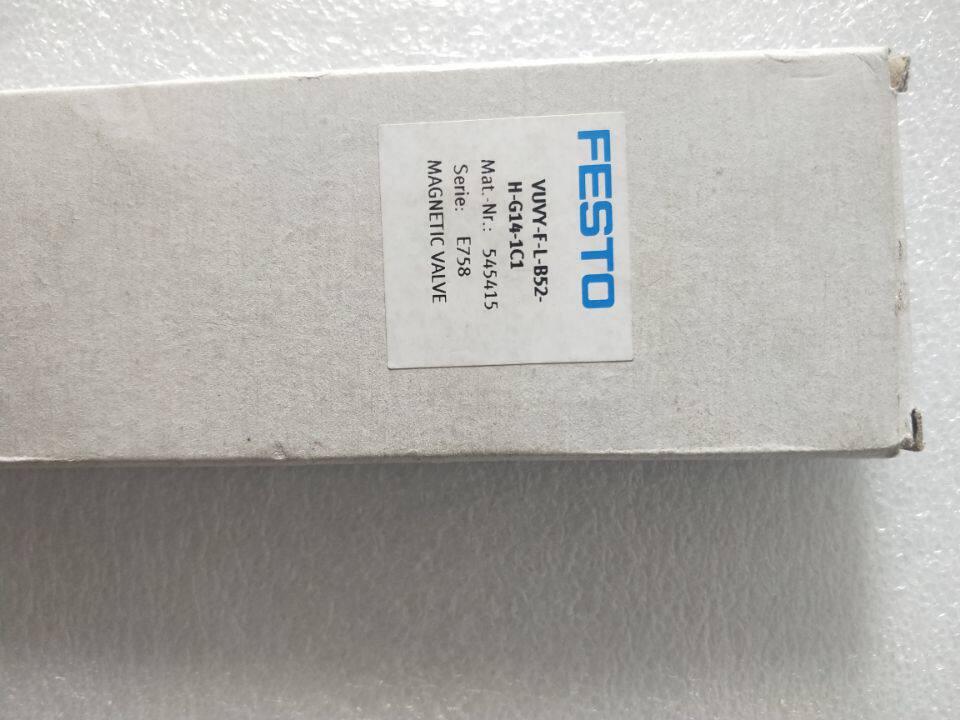 FESTO
VUVY-F-L-B52-
H-G14-1C1
Mat.-Nr.: 545415
Serie: E758
MAGNETIC VALVE